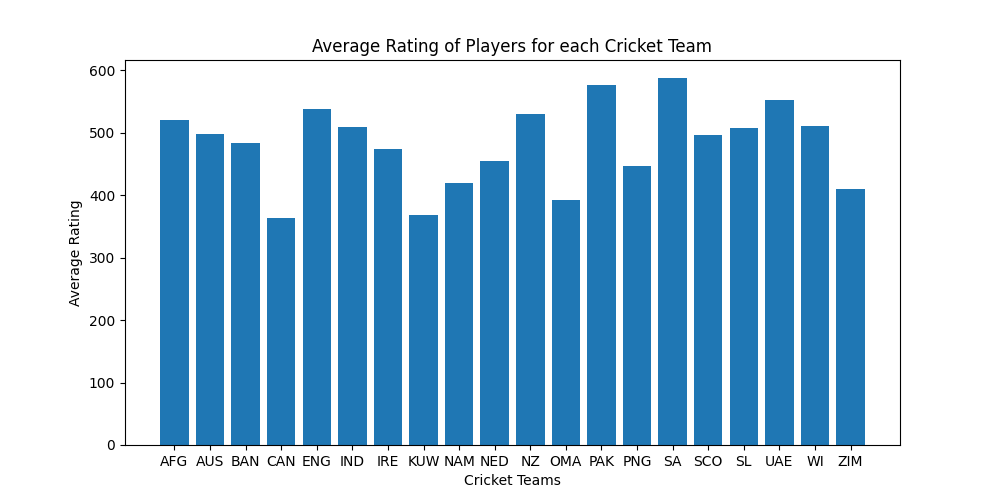 Average Rating of Players for each Cricket Team
Average Rating
600
500
400
300
200
100
0
AFG AUS BAN CAN ENG IND IRE KUW NAM NED NZ OMA PAK PNG SA SCO SL UAE WI ZIM
Cricket Teams